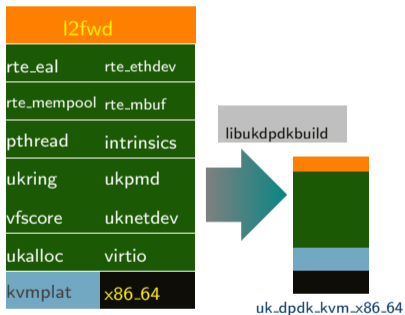 l2fwd
rte_eal rte_ethdev
rte_mempool rte_mbuf
pthread intrinsics
ukring ukpmd
vfscore uknetdev
ukalloc virtio
kvmplat x86_64
libukdpdkbuild
uk_dpdk_kvm_x86_64